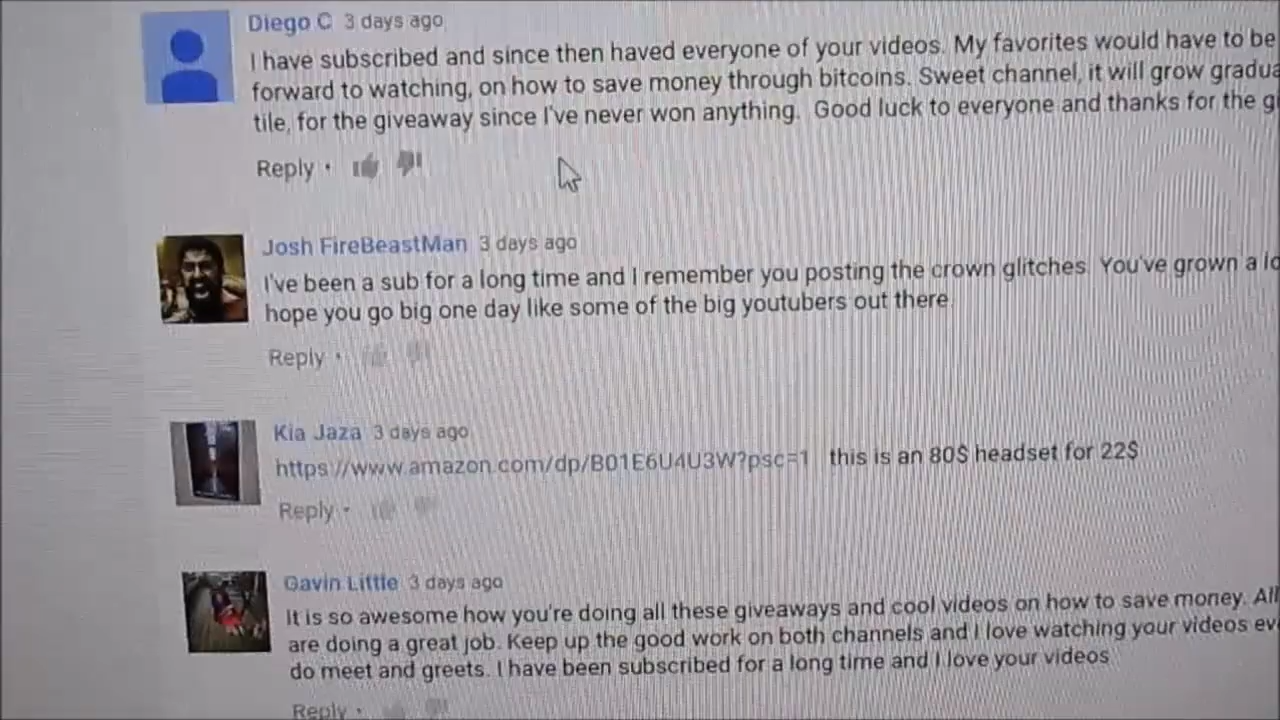 Diego C 3 days ago
I have subscribed and since then haved everyone of your videos. My favorites would have to be
forward to watching, on how to save money through bitcoins. Sweet channel, it will grow gradua
tile, for the giveaway since I've never won anything. Good luck to everyone and thanks for the g
Reply •
Josh FireBeastMan 3 days ago
I've been a sub for a long time and I remember you posting the crown glitches. You've grown a lo
hope you go big one day like some of the big youtubers out there
Reply •
Kia Jaza 3 days ago
https://www.amazon.com/dp/B01E6U4U3W?psc=1 this is an 80$ headset for 22$
Reply •
Gavin Little 3 days ago
It is so awesome how you're doing all these giveaways and cool videos on how to save money. All
are doing a great job. Keep up the good work on both channels and I love watching your videos eve
do meet and greets. I have been subscribed for a long time and I love your videos
Reply •